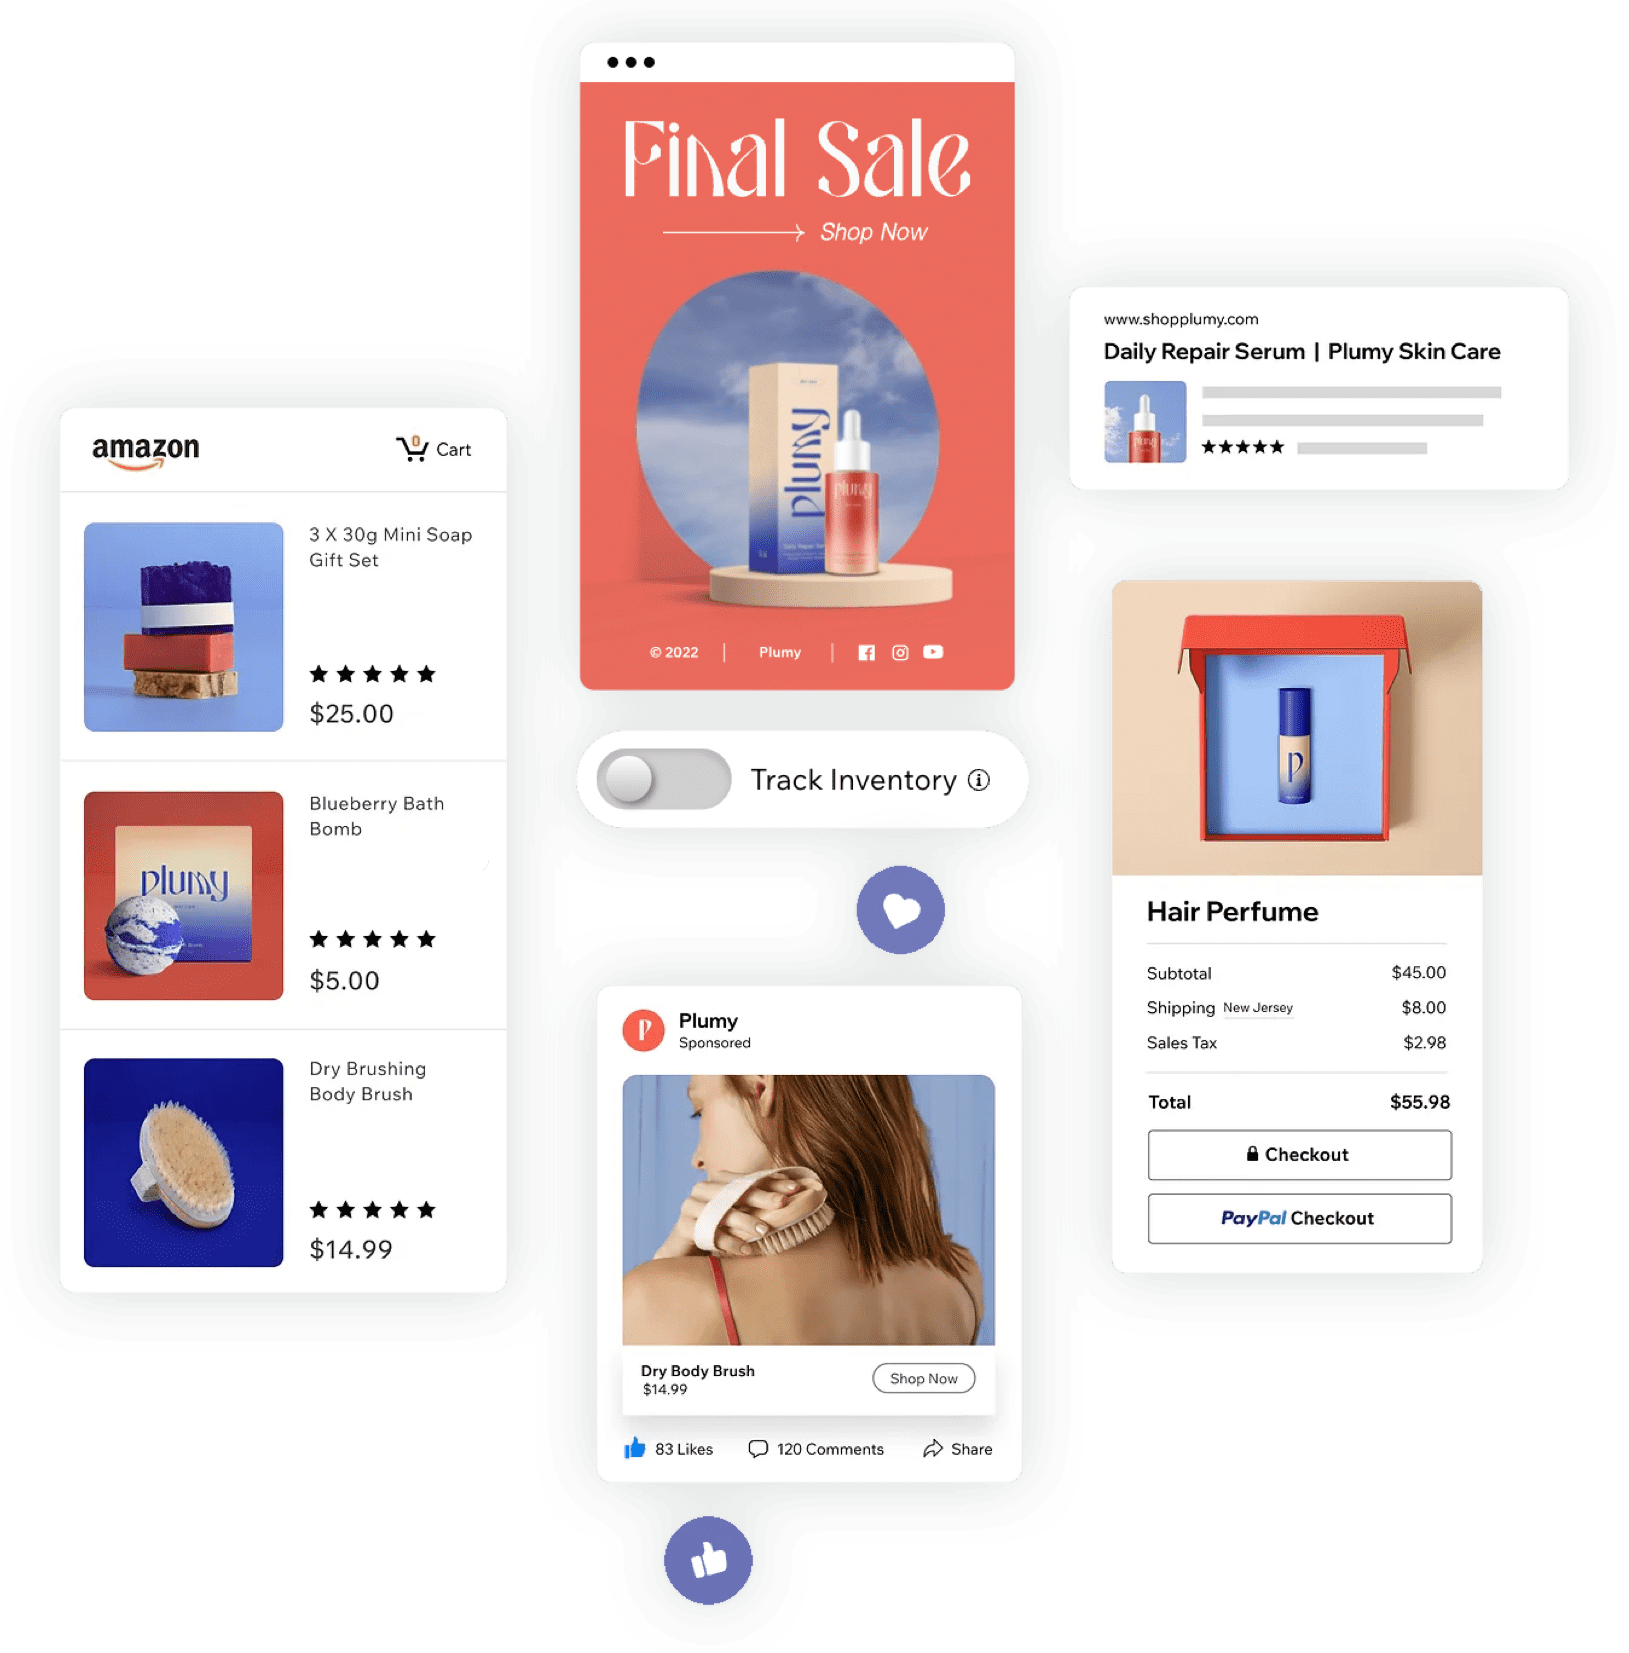 Final Sale
Shop Now
plumy
Daily Repair
plumy
© 2022 | Plumy |
www.shopplumy.com
Daily Repair Serum | Plumy Skin Care
plumy
amazon
0 Cart
3 X 30g Mini Soap
Gift Set
$25.00
Blueberry Bath
Bomb
plumy
$5.00
Dry Brushing
Body Brush
$14.99
Track Inventory
P
Plumy
Sponsored
Dry Body Brush
$14.99
Shop Now
83 Likes
120 Comments
Share
P
Hair Perfume
Subtotal $45.00
Shipping New Jersey $8.00
Sales Tax $2.98
Total $55.98
Checkout
PayPal Checkout